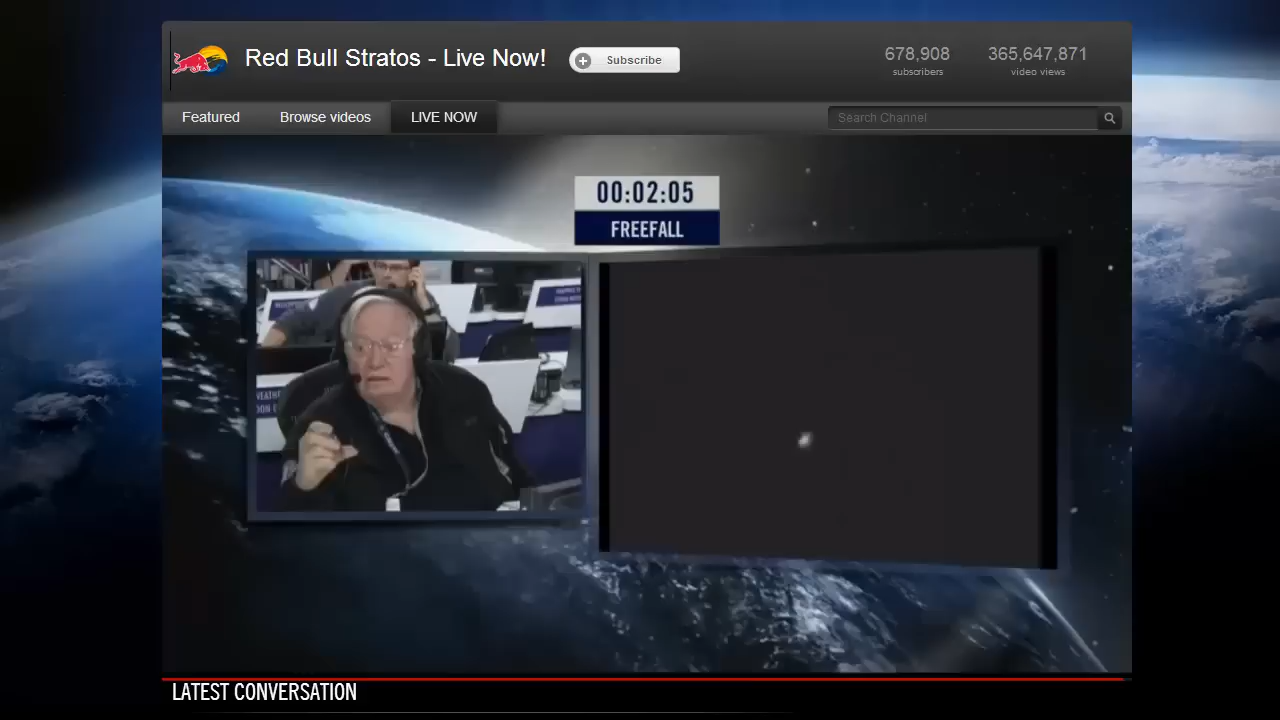 Red Bull Stratos - Live Now!
Subscribe
678,908
subscribers
365,647,871
video views
Featured
Browse videos
LIVE NOW
Search Channel
00:02:05
FREEFALL
LATEST CONVERSATION